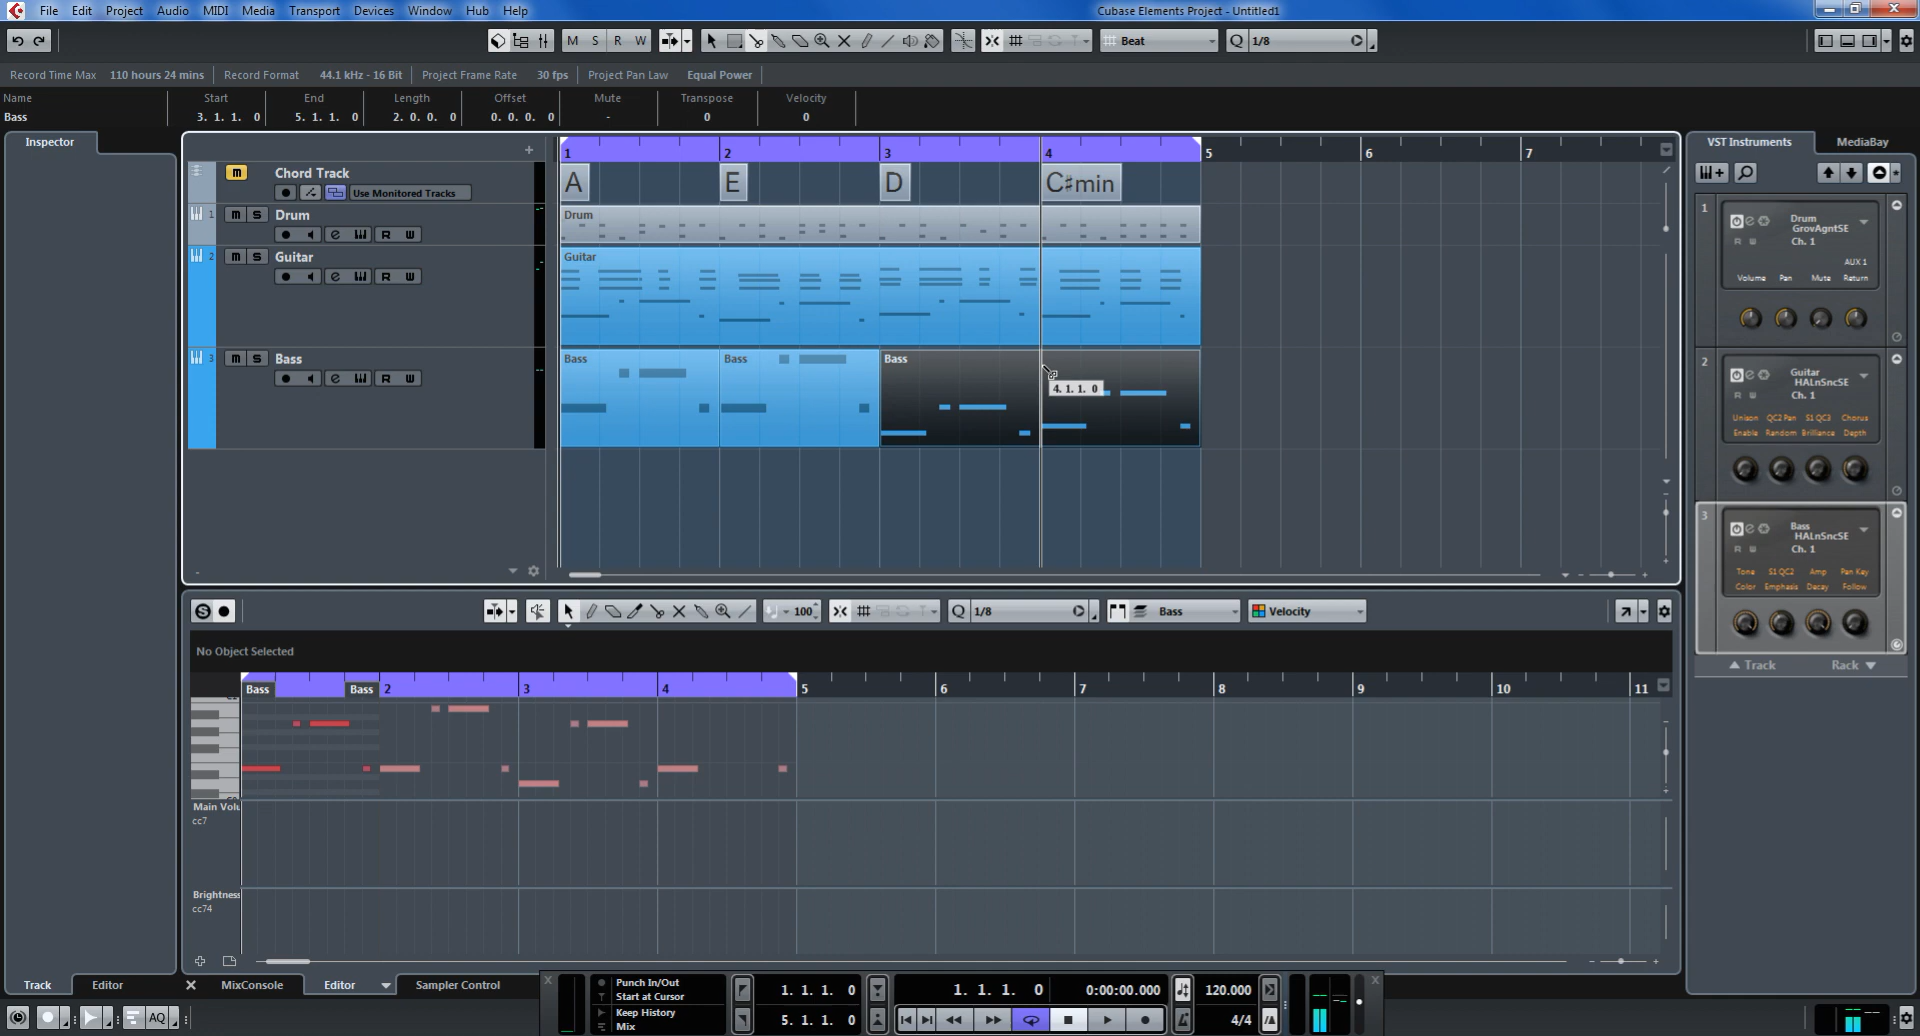 File Edit Project Audio MIDI Media Transport Devices Window Hub Help
Cubase Elements Project - Untitled1
M S R W Beat Q 1/8
Record Time Max 110 hours 24 mins Record Format 44.1 kHz - 16 Bit Project Frame Rate 30 fps Project Pan Law Equal Power
Name Start End Length Offset Mute Transpose Velocity
Bass 3. 1. 1. 0 5. 1. 1. 0 2. 0. 0. 0 0. 0. 0. 0 - 0 0
Inspector
1 2 3 4 5 6 7
m Chord Track
Use Monitored Tracks
A E D C♯min
1 m S Drum
R W
Drum
2 m S Guitar
R W
Guitar
3 m S Bass
R W
Bass Bass Bass
4. 1. 1. 0
VST Instruments MediaBay
1 Drum
GrovAgntSE
R W Ch. 1
AUX 1
Volume Pan Mute Return
2 Guitar
HALnSncSE
R W Ch. 1
Unison QC2 Pan S1 QC3 Chorus
Enable Random Brilliance Depth
3 Bass
HALnSncSE
R W Ch. 1
Tone S1 QC2 Amp Pan Key
Color Emphasis Decay Follow
Track Rack
S 100 Q 1/8 Bass Velocity
No Object Selected
Bass Bass 2 3 4 5 6 7 8 9 10 11
Main Volu
cc7
Brightness
cc74
Track Editor MixConsole Editor Sampler Control
AQ
Punch In/Out
Start at Cursor
Keep History
Mix
1. 1. 1. 0
5. 1. 1. 0
1. 1. 1. 0 0:00:00.000
120.000
4/4